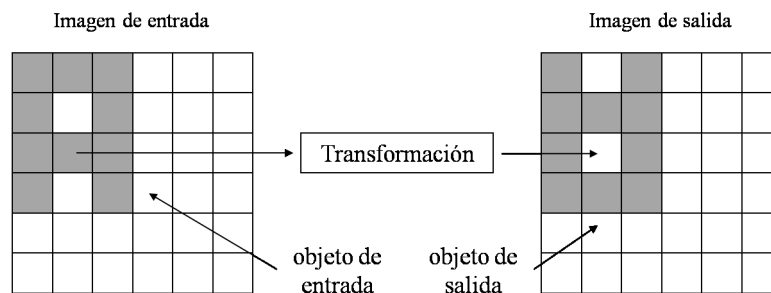 Imagen de entrada
Imagen de salida
Transformación
objeto de
entrada
objeto de
salida